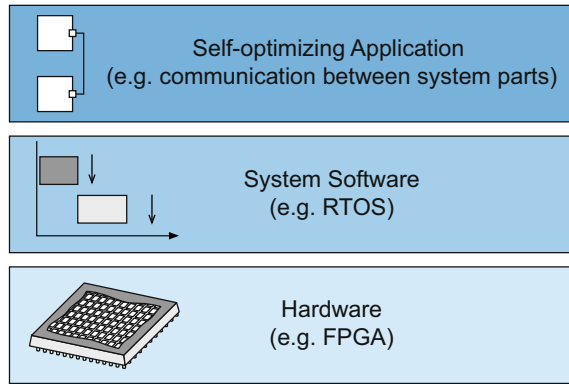 Self-optimizing Application
(e.g. communication between system parts)
System Software
(e.g. RTOS)
Hardware
(e.g. FPGA)